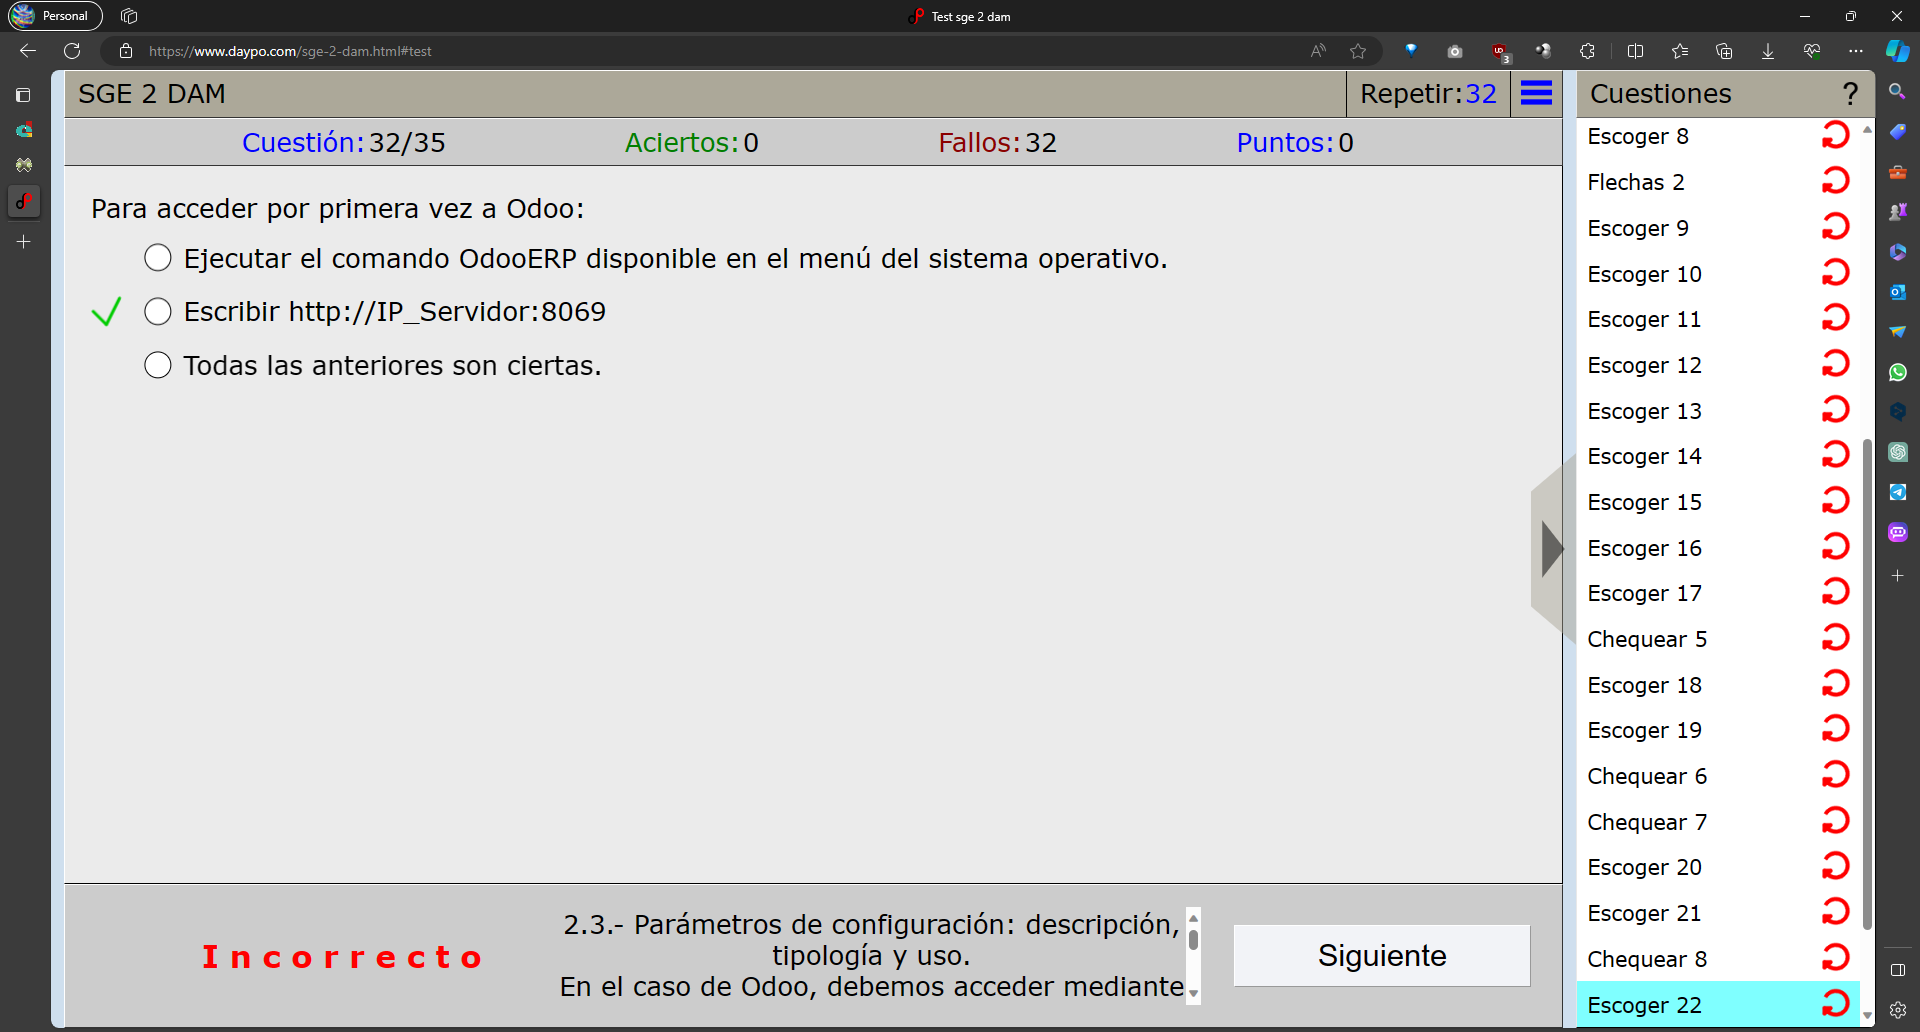 Personal
Test sge 2 dam
https://www.daypo.com/sge-2-dam.html#test
SGE 2 DAM
Repetir:32
Cuestiones
?
Cuestión:32/35
Aciertos:0
Fallos:32
Puntos:0
Para acceder por primera vez a Odoo:
Ejecutar el comando OdooERP disponible en el menú del sistema operativo.
Escribir http://IP_Servidor:8069
Todas las anteriores son ciertas.
Incorrecto
2.3.- Parámetros de configuración: descripción,
tipología y uso.
En el caso de Odoo, debemos acceder mediante
Siguiente
Escoger 8
Flechas 2
Escoger 9
Escoger 10
Escoger 11
Escoger 12
Escoger 13
Escoger 14
Escoger 15
Escoger 16
Escoger 17
Chequear 5
Escoger 18
Escoger 19
Chequear 6
Chequear 7
Escoger 20
Escoger 21
Chequear 8
Escoger 22
3